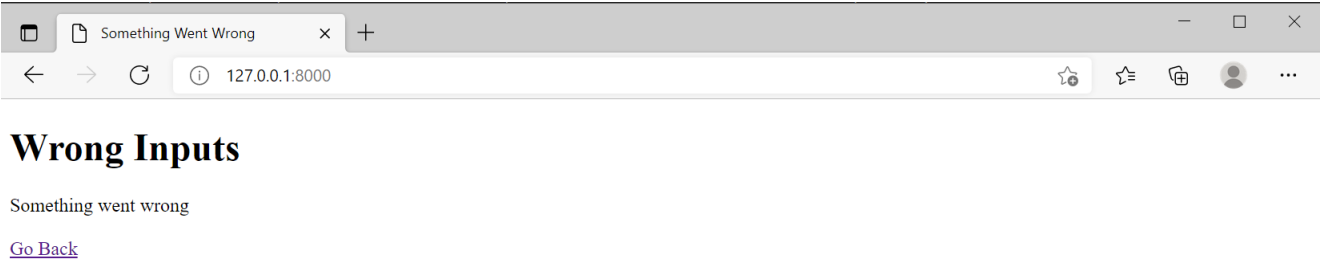 Something Went Wrong
127.0.0.1:8000
Wrong Inputs
Something went wrong
Go Back